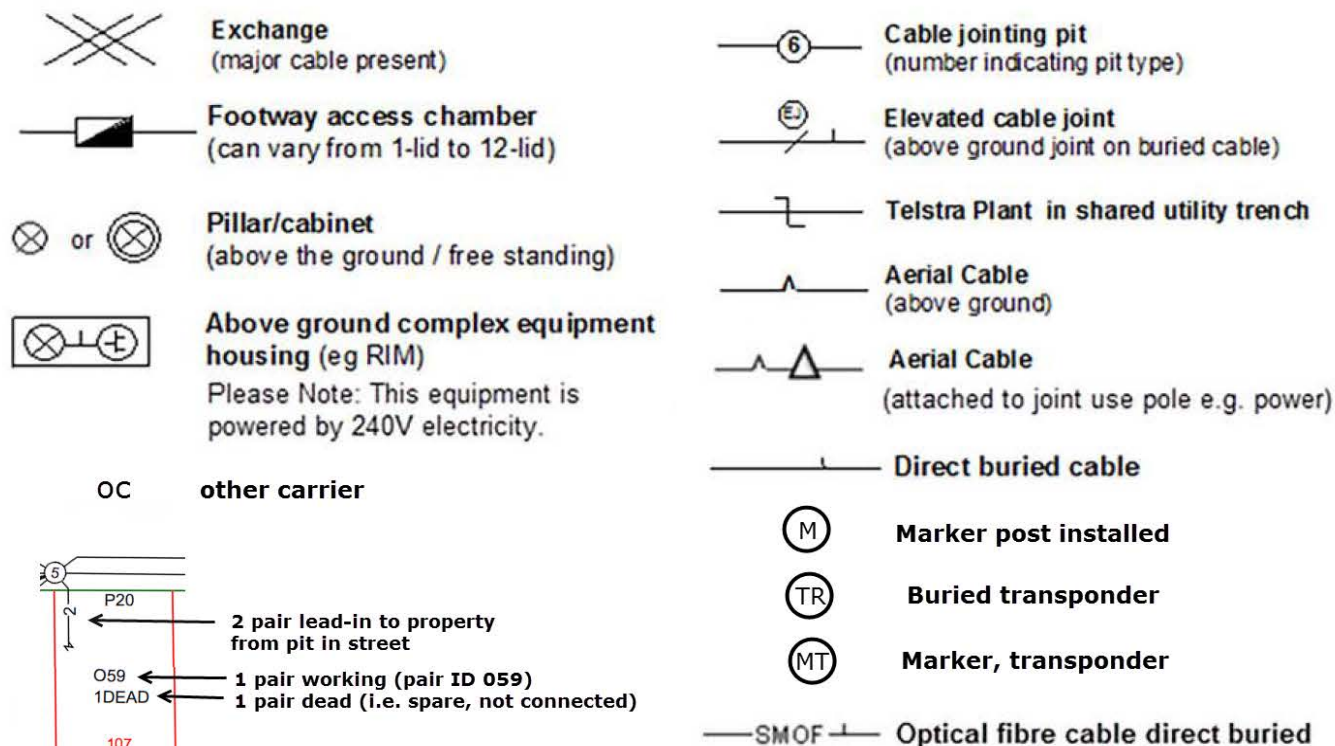 Exchange
(major cable present)
Footway access chamber
(can vary from 1-lid to 12-lid)
or
Pillar/cabinet
(above the ground / free standing)
Above ground complex equipment
housing (eg RIM)
Please Note: This equipment is
powered by 240V electricity.
OC other carrier
5
P20
2
2 pair lead-in to property
from pit in street
O59
1 pair working (pair ID 059)
1DEAD
1 pair dead (i.e. spare, not connected)
107
6
Cable jointing pit
(number indicating pit type)
EJ
Elevated cable joint
(above ground joint on buried cable)
Telstra Plant in shared utility trench
Aerial Cable
(above ground)
Aerial Cable
(attached to joint use pole e.g. power)
Direct buried cable
M Marker post installed
TR Buried transponder
MT Marker, transponder
SMOF Optical fibre cable direct buried